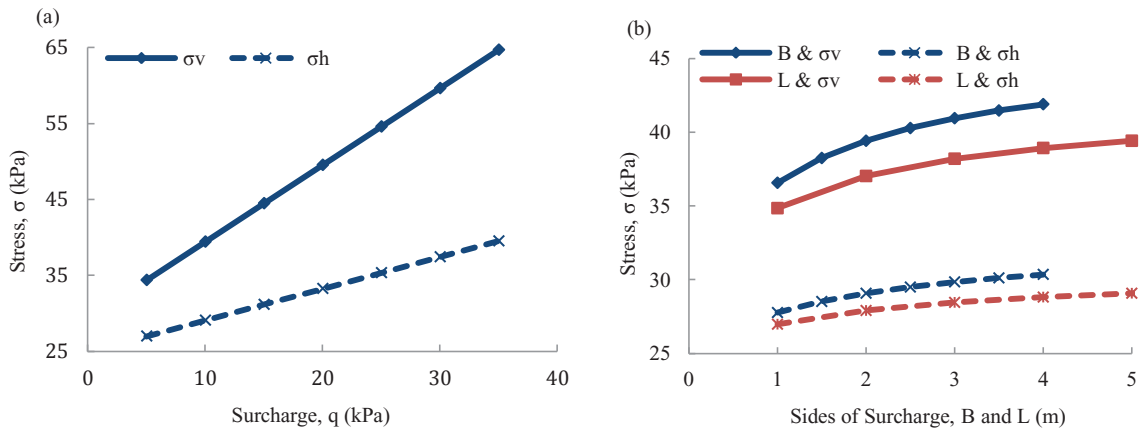 (a)
σv
σh
65
55
45
35
25
0
10
20
30
40
Stress, σ (kPa)
Surcharge, q (kPa)
(b)
B & σv
B & σh
L & σv
L & σh
45
40
35
30
25
0
1
2
3
4
5
Stress, σ (kPa)
Sides of Surcharge, B and L (m)